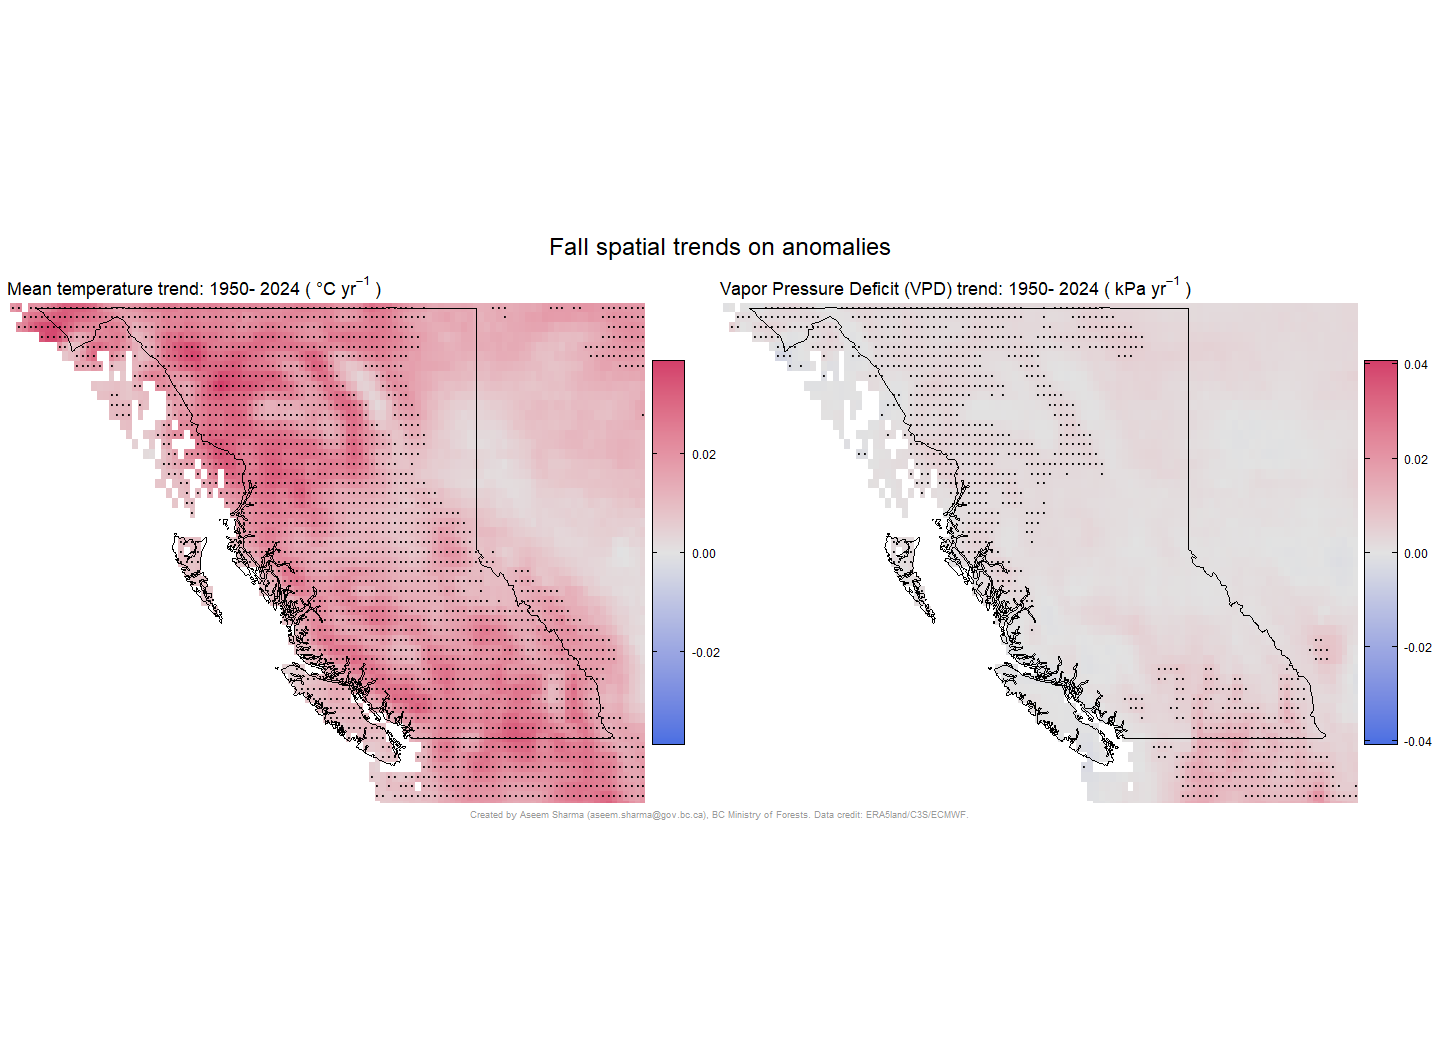 Fall spatial trends on anomalies
Mean temperature trend: 1950- 2024 ( °C yr⁻¹ )
Vapor Pressure Deficit (VPD) trend: 1950- 2024 ( kPa yr⁻¹ )
0.02
0.00
-0.02
0.04
0.02
0.00
-0.02
-0.04
Created by Aseem Sharma (aseem.sharma@gov.bc.ca), BC Ministry of Forests. Data credit: ERA5land/C3S/ECMWF.